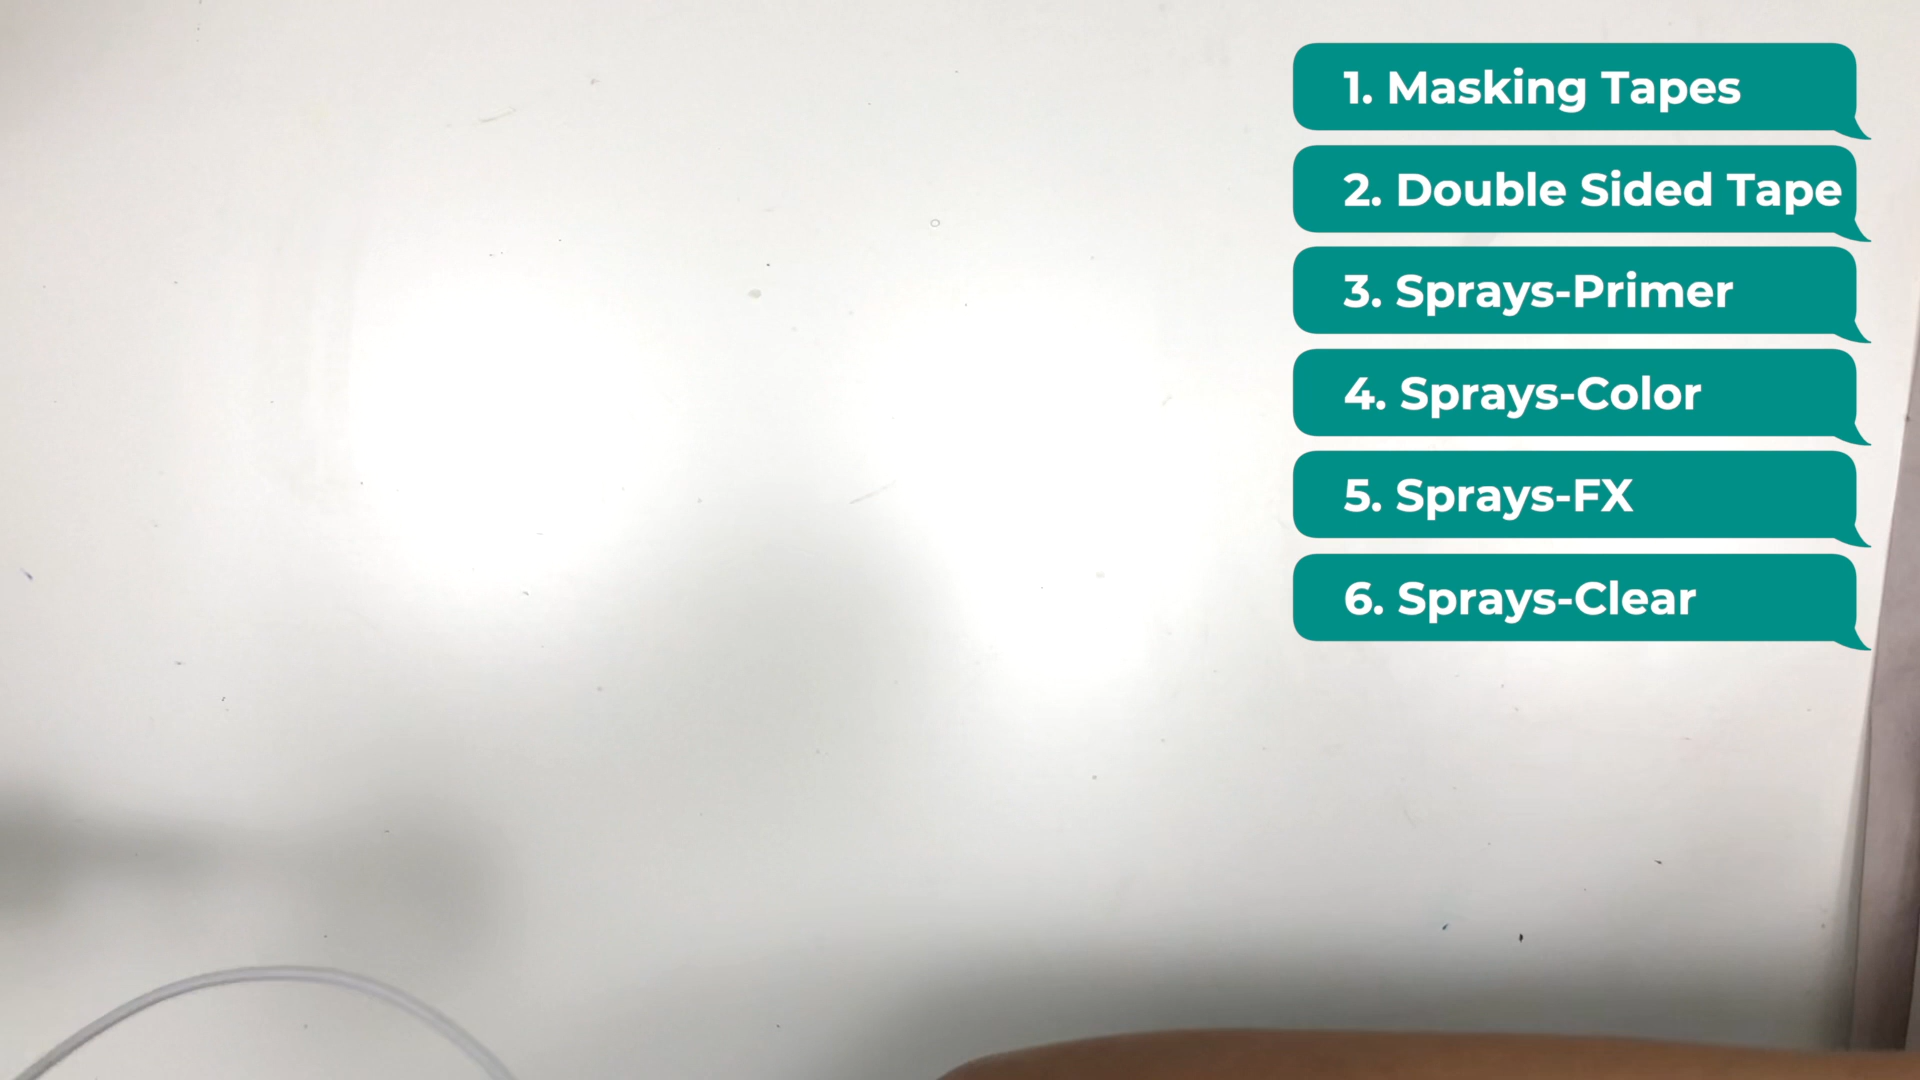 1. Masking Tapes
2. Double Sided Tape
3. Sprays-Primer
4. Sprays-Color
5. Sprays-FX
6. Sprays-Clear